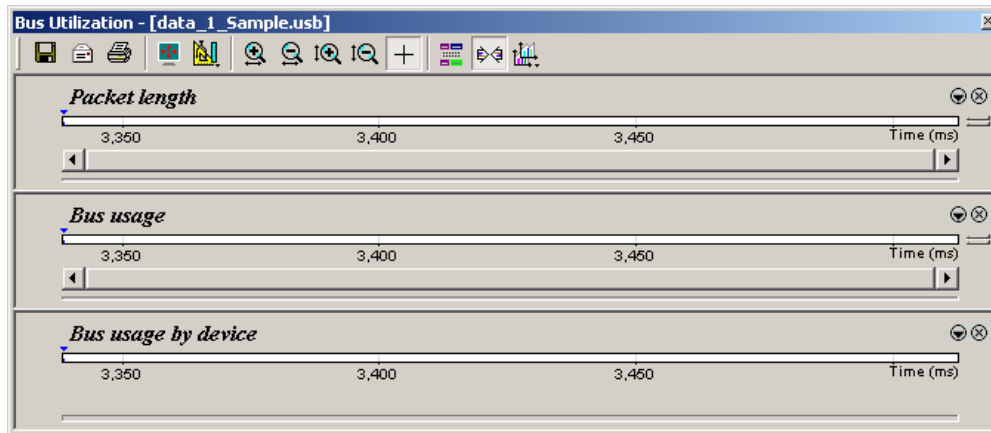 Bus Utilization - [data_1_Sample.usb]
Packet length
3,350 3,400 3,450 Time (ms)
Bus usage
3,350 3,400 3,450 Time (ms)
Bus usage by device
3,350 3,400 3,450 Time (ms)